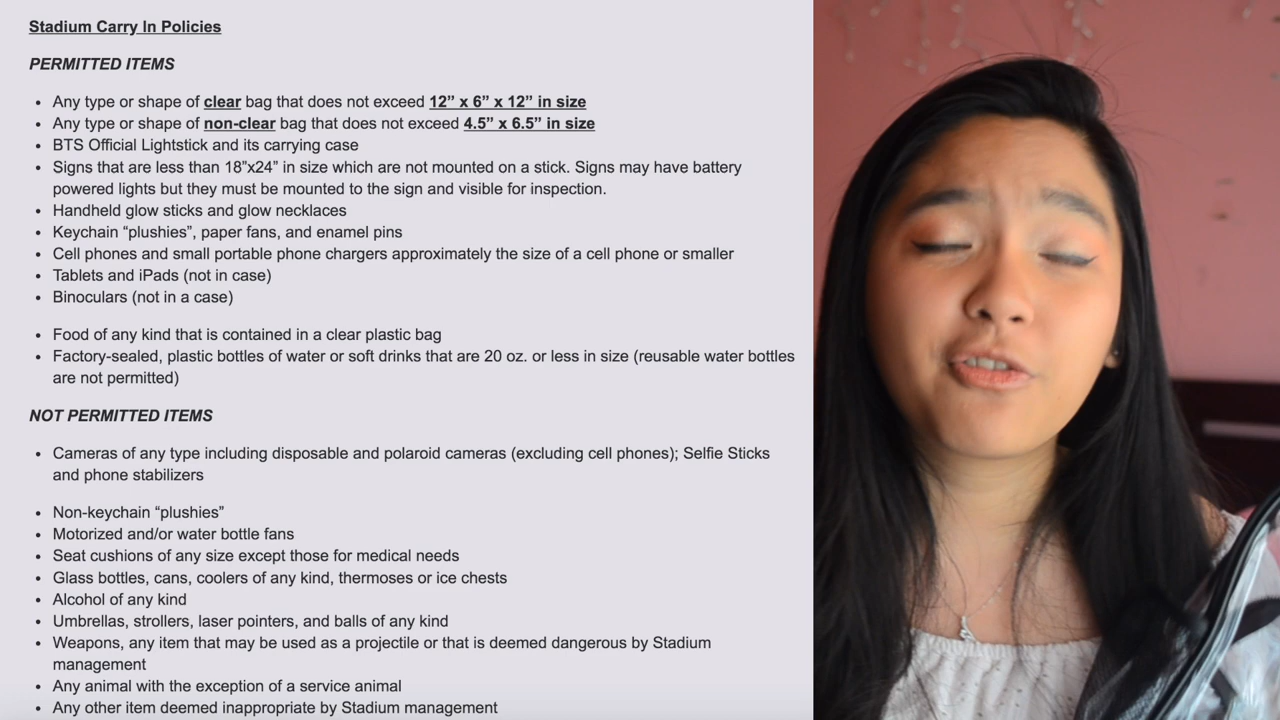 Stadium Carry In Policies
PERMITTED ITEMS
• Any type or shape of clear bag that does not exceed 12” x 6” x 12” in size
• Any type or shape of non-clear bag that does not exceed 4.5” x 6.5” in size
• BTS Official Lightstick and its carrying case
• Signs that are less than 18”x24” in size which are not mounted on a stick. Signs may have battery
powered lights but they must be mounted to the sign and visible for inspection.
• Handheld glow sticks and glow necklaces
• Keychain “plushies”, paper fans, and enamel pins
• Cell phones and small portable phone chargers approximately the size of a cell phone or smaller
• Tablets and iPads (not in case)
• Binoculars (not in a case)
• Food of any kind that is contained in a clear plastic bag
• Factory-sealed, plastic bottles of water or soft drinks that are 20 oz. or less in size (reusable water bottles
are not permitted)
NOT PERMITTED ITEMS
• Cameras of any type including disposable and polaroid cameras (excluding cell phones); Selfie Sticks
and phone stabilizers
• Non-keychain “plushies”
• Motorized and/or water bottle fans
• Seat cushions of any size except those for medical needs
• Glass bottles, cans, coolers of any kind, thermoses or ice chests
• Alcohol of any kind
• Umbrellas, strollers, laser pointers, and balls of any kind
• Weapons, any item that may be used as a projectile or that is deemed dangerous by Stadium
management
• Any animal with the exception of a service animal
• Any other item deemed inappropriate by Stadium management